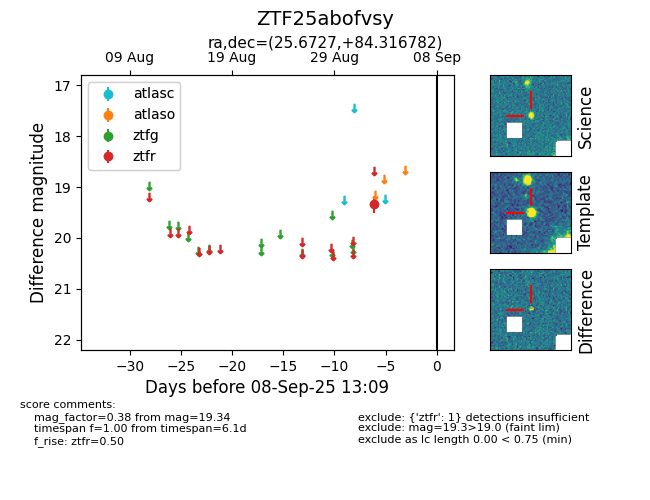 ZTF25abofvsy
ra,dec=(25.6727,+84.316782)
09 Aug 19 Aug 29 Aug 08 Sep
17
18
19
20
21
22
Difference magnitude
atlasc
atlaso
ztfg
ztfr
−30 −25 −20 −15 −10 −5 0
Days before 08-Sep-25 13:09
Science
Template
Difference
score comments:
mag_factor=0.38 from mag=19.34
timespan f=1.00 from timespan=6.1d
f_rise: ztfr=0.50
exclude: {'ztfr': 1} detections insufficient
exclude: mag=19.3>19.0 (faint lim)
exclude as lc length 0.00 < 0.75 (min)